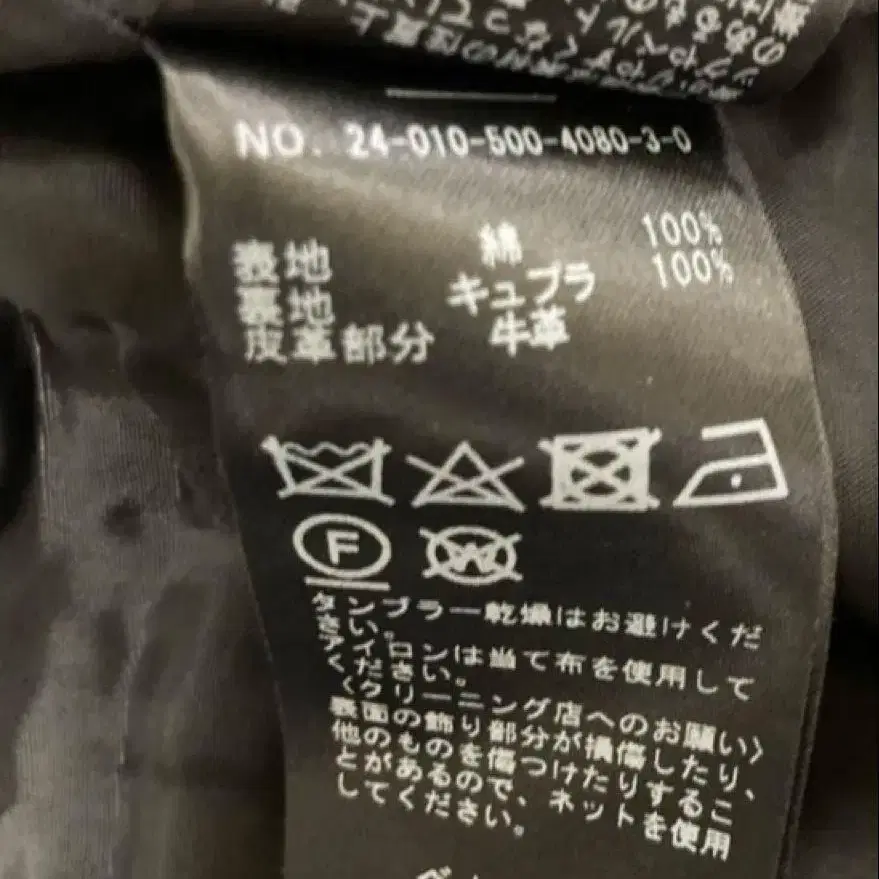 NO. 24-010-500-4080-3-0
表地 綿 100%
裏地 キュプラ 100%
皮革部分 牛革
F
W
タンブラー乾燥はお避けくだ
さい。
アイロンは当て布を使用して
ください。
〈クリーニング店へのお願い〉
表面の飾り部分が損傷したり、
他のものを傷つけたりするこ
とがあるので、ネットを使用
してください。